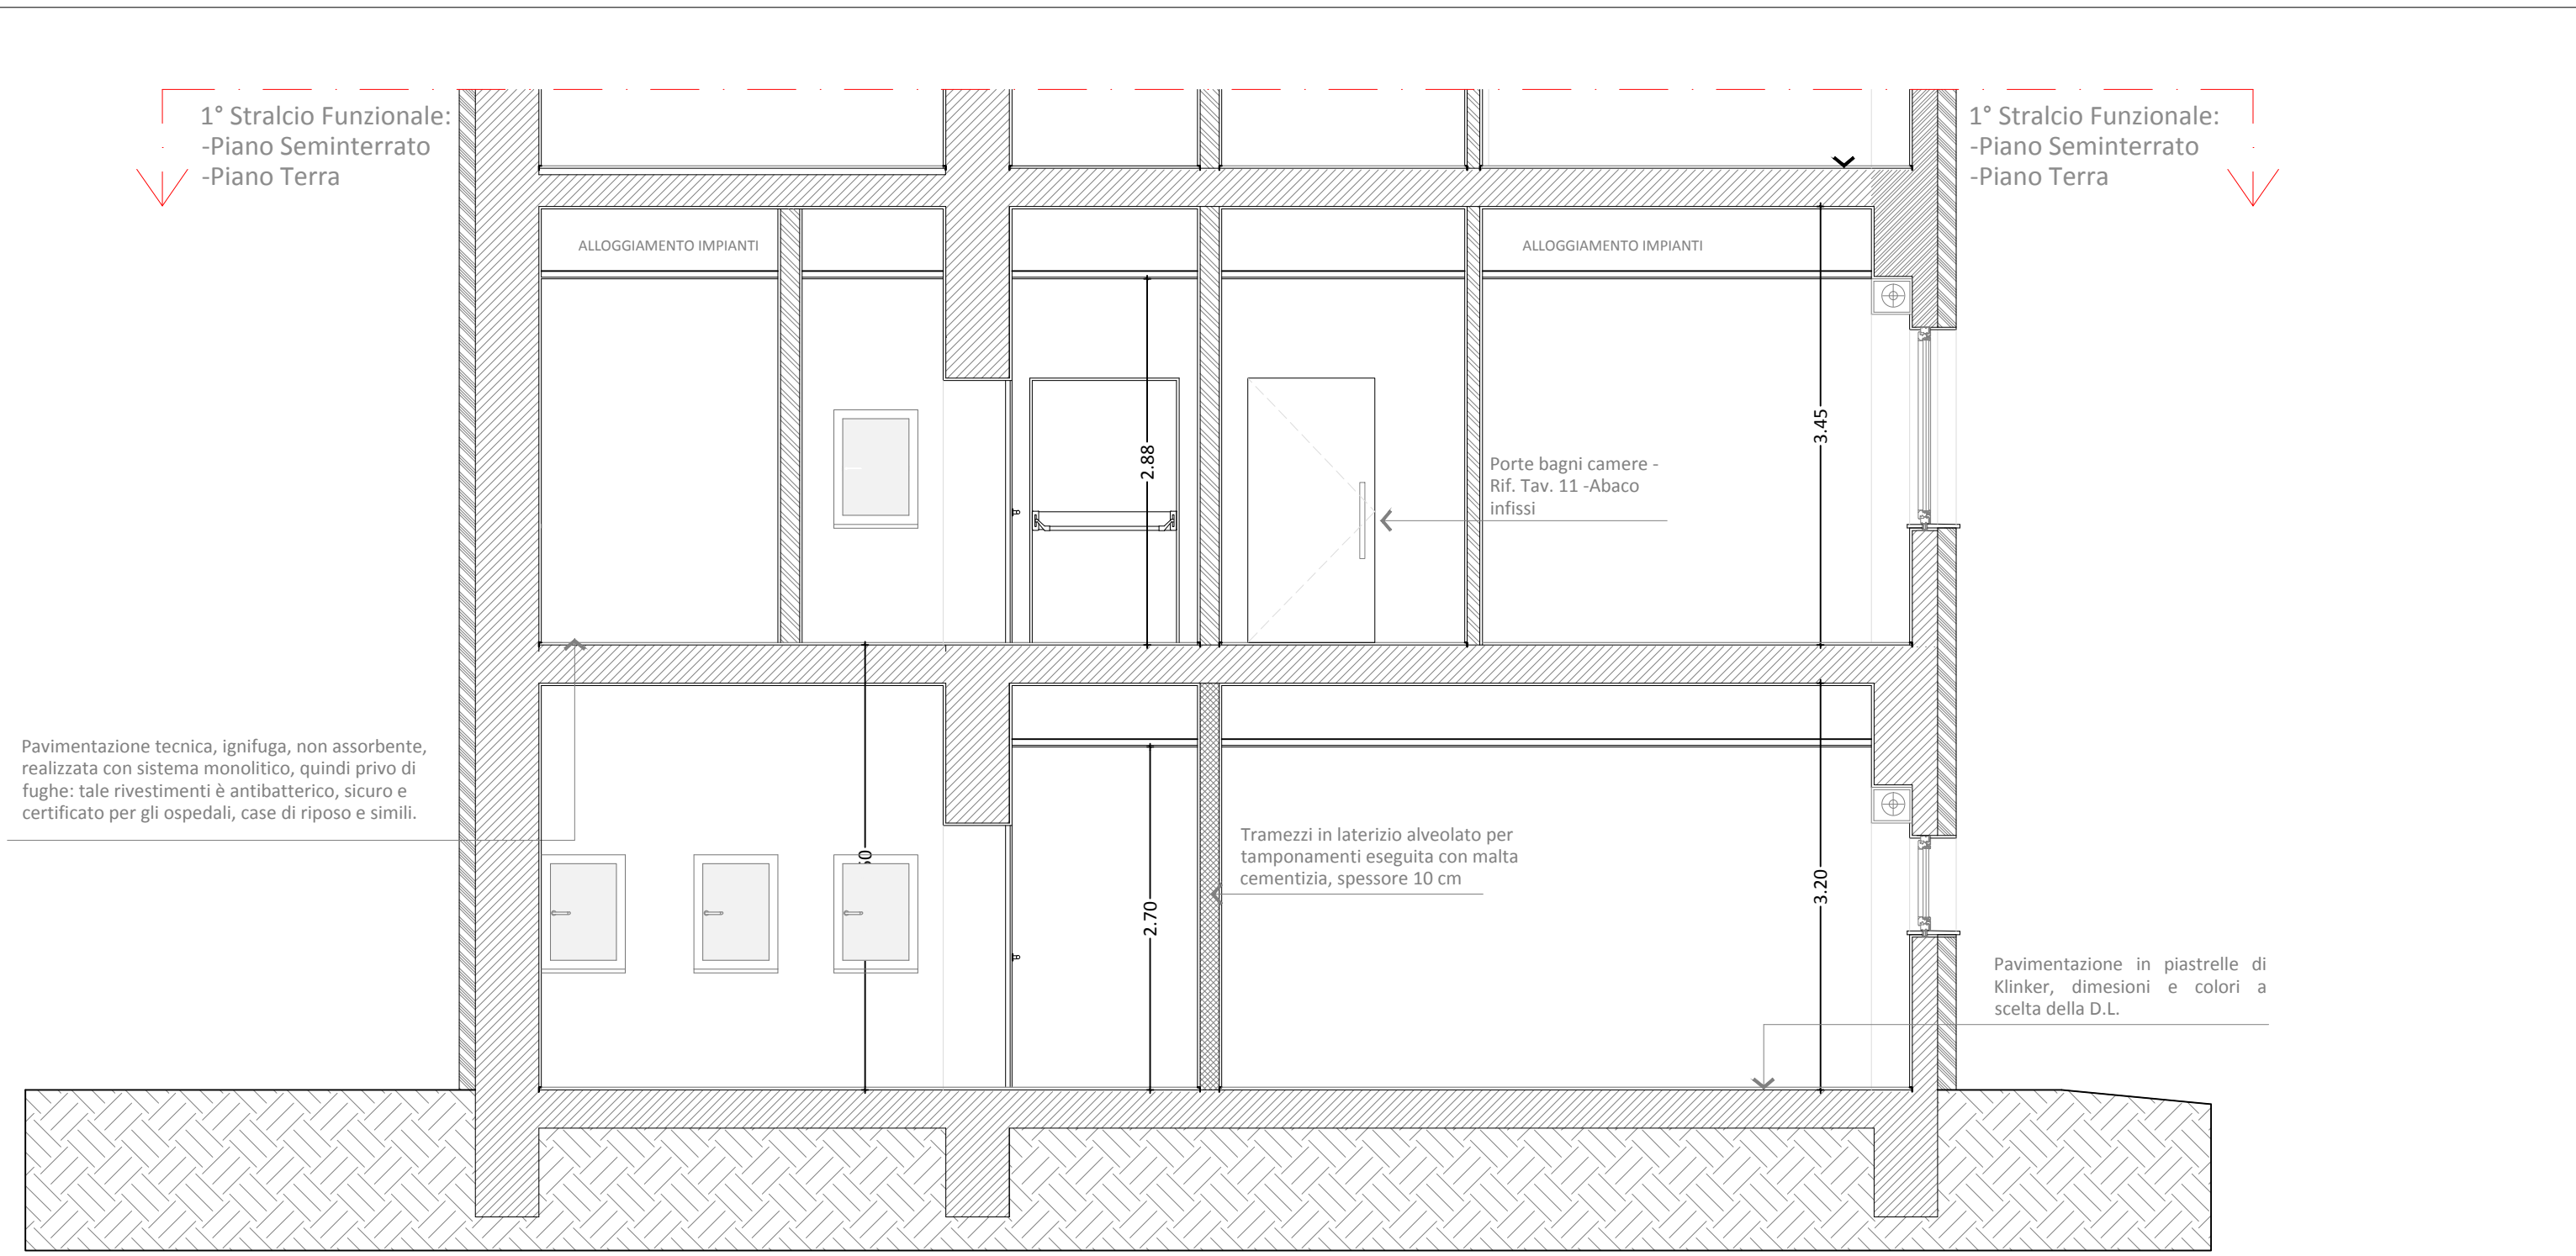 1° Stralcio Funzionale:
-Piano Seminterrato
-Piano Terra
1° Stralcio Funzionale:
-Piano Seminterrato
-Piano Terra
ALLOGGIAMENTO IMPIANTI
ALLOGGIAMENTO IMPIANTI
2.88
3.45
Porte bagni camere -
Rif. Tav. 11 -Abaco
infissi
Pavimentazione tecnica, ignifuga, non assorbente,
realizzata con sistema monolitico, quindi privo di
fughe: tale rivestimenti è antibatterico, sicuro e
certificato per gli ospedali, case di riposo e simili.
Tramezzi in laterizio alveolato per
tamponamenti eseguita con malta
cementizia, spessore 10 cm
2.70
3.20
Pavimentazione in piastrelle di
Klinker, dimesioni e colori a
scelta della D.L.